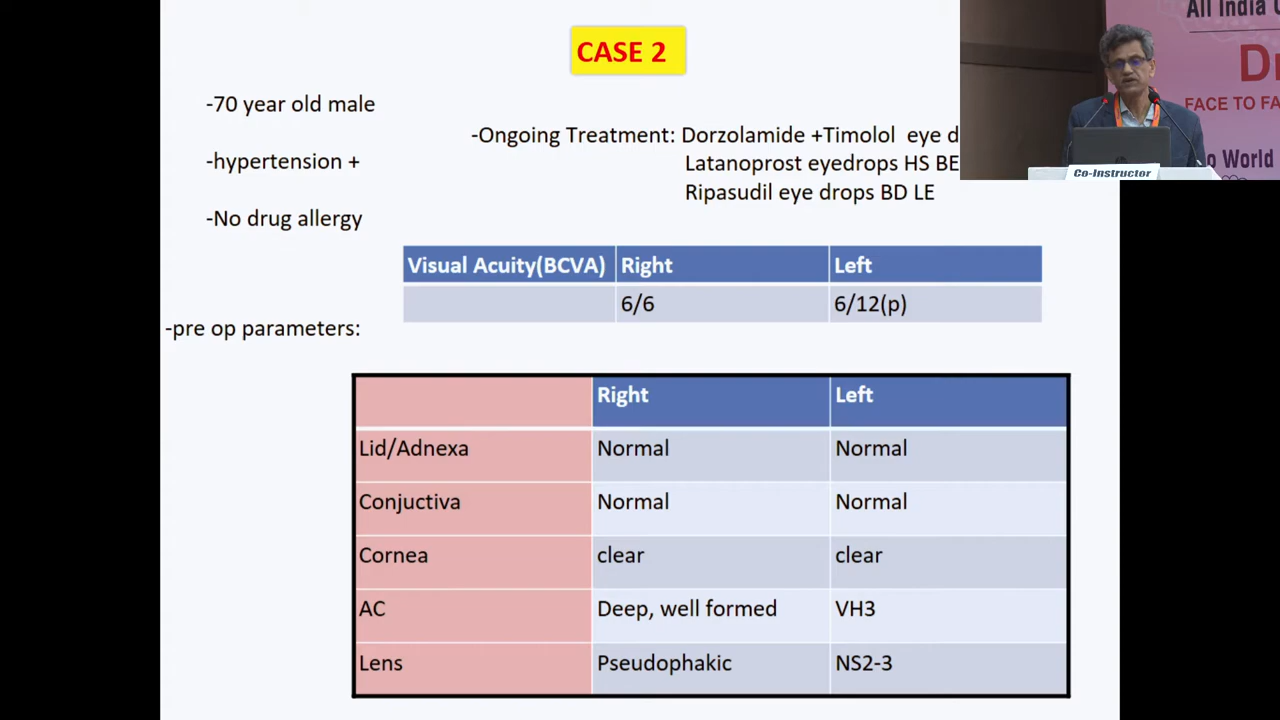 CASE 2
-70 year old male
-hypertension +
-No drug allergy
-Ongoing Treatment: Dorzolamide +Timolol eye d
Latanoprost eyedrops HS BE
Ripasudil eye drops BD LE
Visual Acuity(BCVA) Right Left
6/6 6/12(p)
-pre op parameters:
Right Left
Lid/Adnexa Normal Normal
Conjuctiva Normal Normal
Cornea clear clear
AC Deep, well formed VH3
Lens Pseudophakic NS2-3
All India
FACE TO FA
World
Co-Instructor